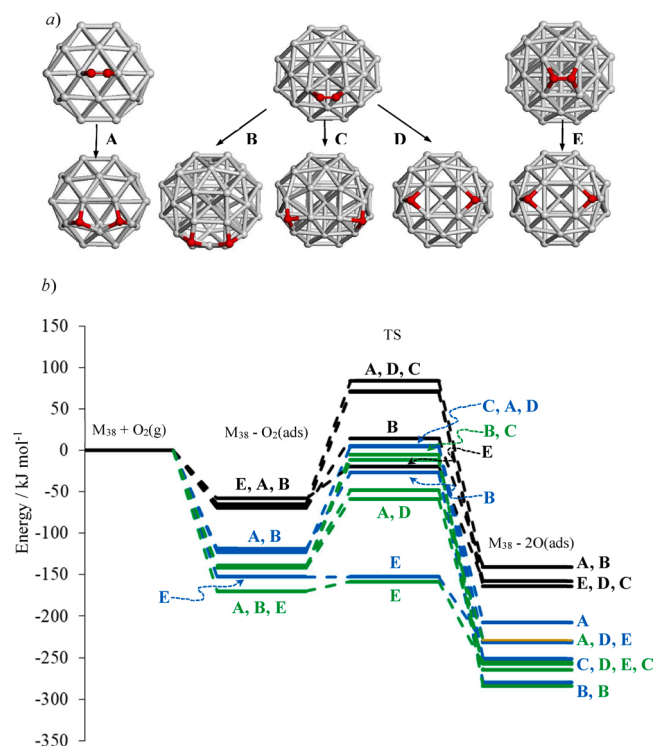 a)
A B C D E
b)
150
100
50
0
-50
-100
-150
-200
-250
-300
-350
Energy / kJ mol⁻¹
TS
A, D, C
C, A, D
B
B, C
M₃₈ + O₂(g)
M₃₈ - O₂(ads)
E
E, A, B
B
A, D
A, B
M₃₈ - 2O(ads)
A, B
E
E
E, D, C
A, B, E
E
A
A, D, E
C, D, E, C
B, B